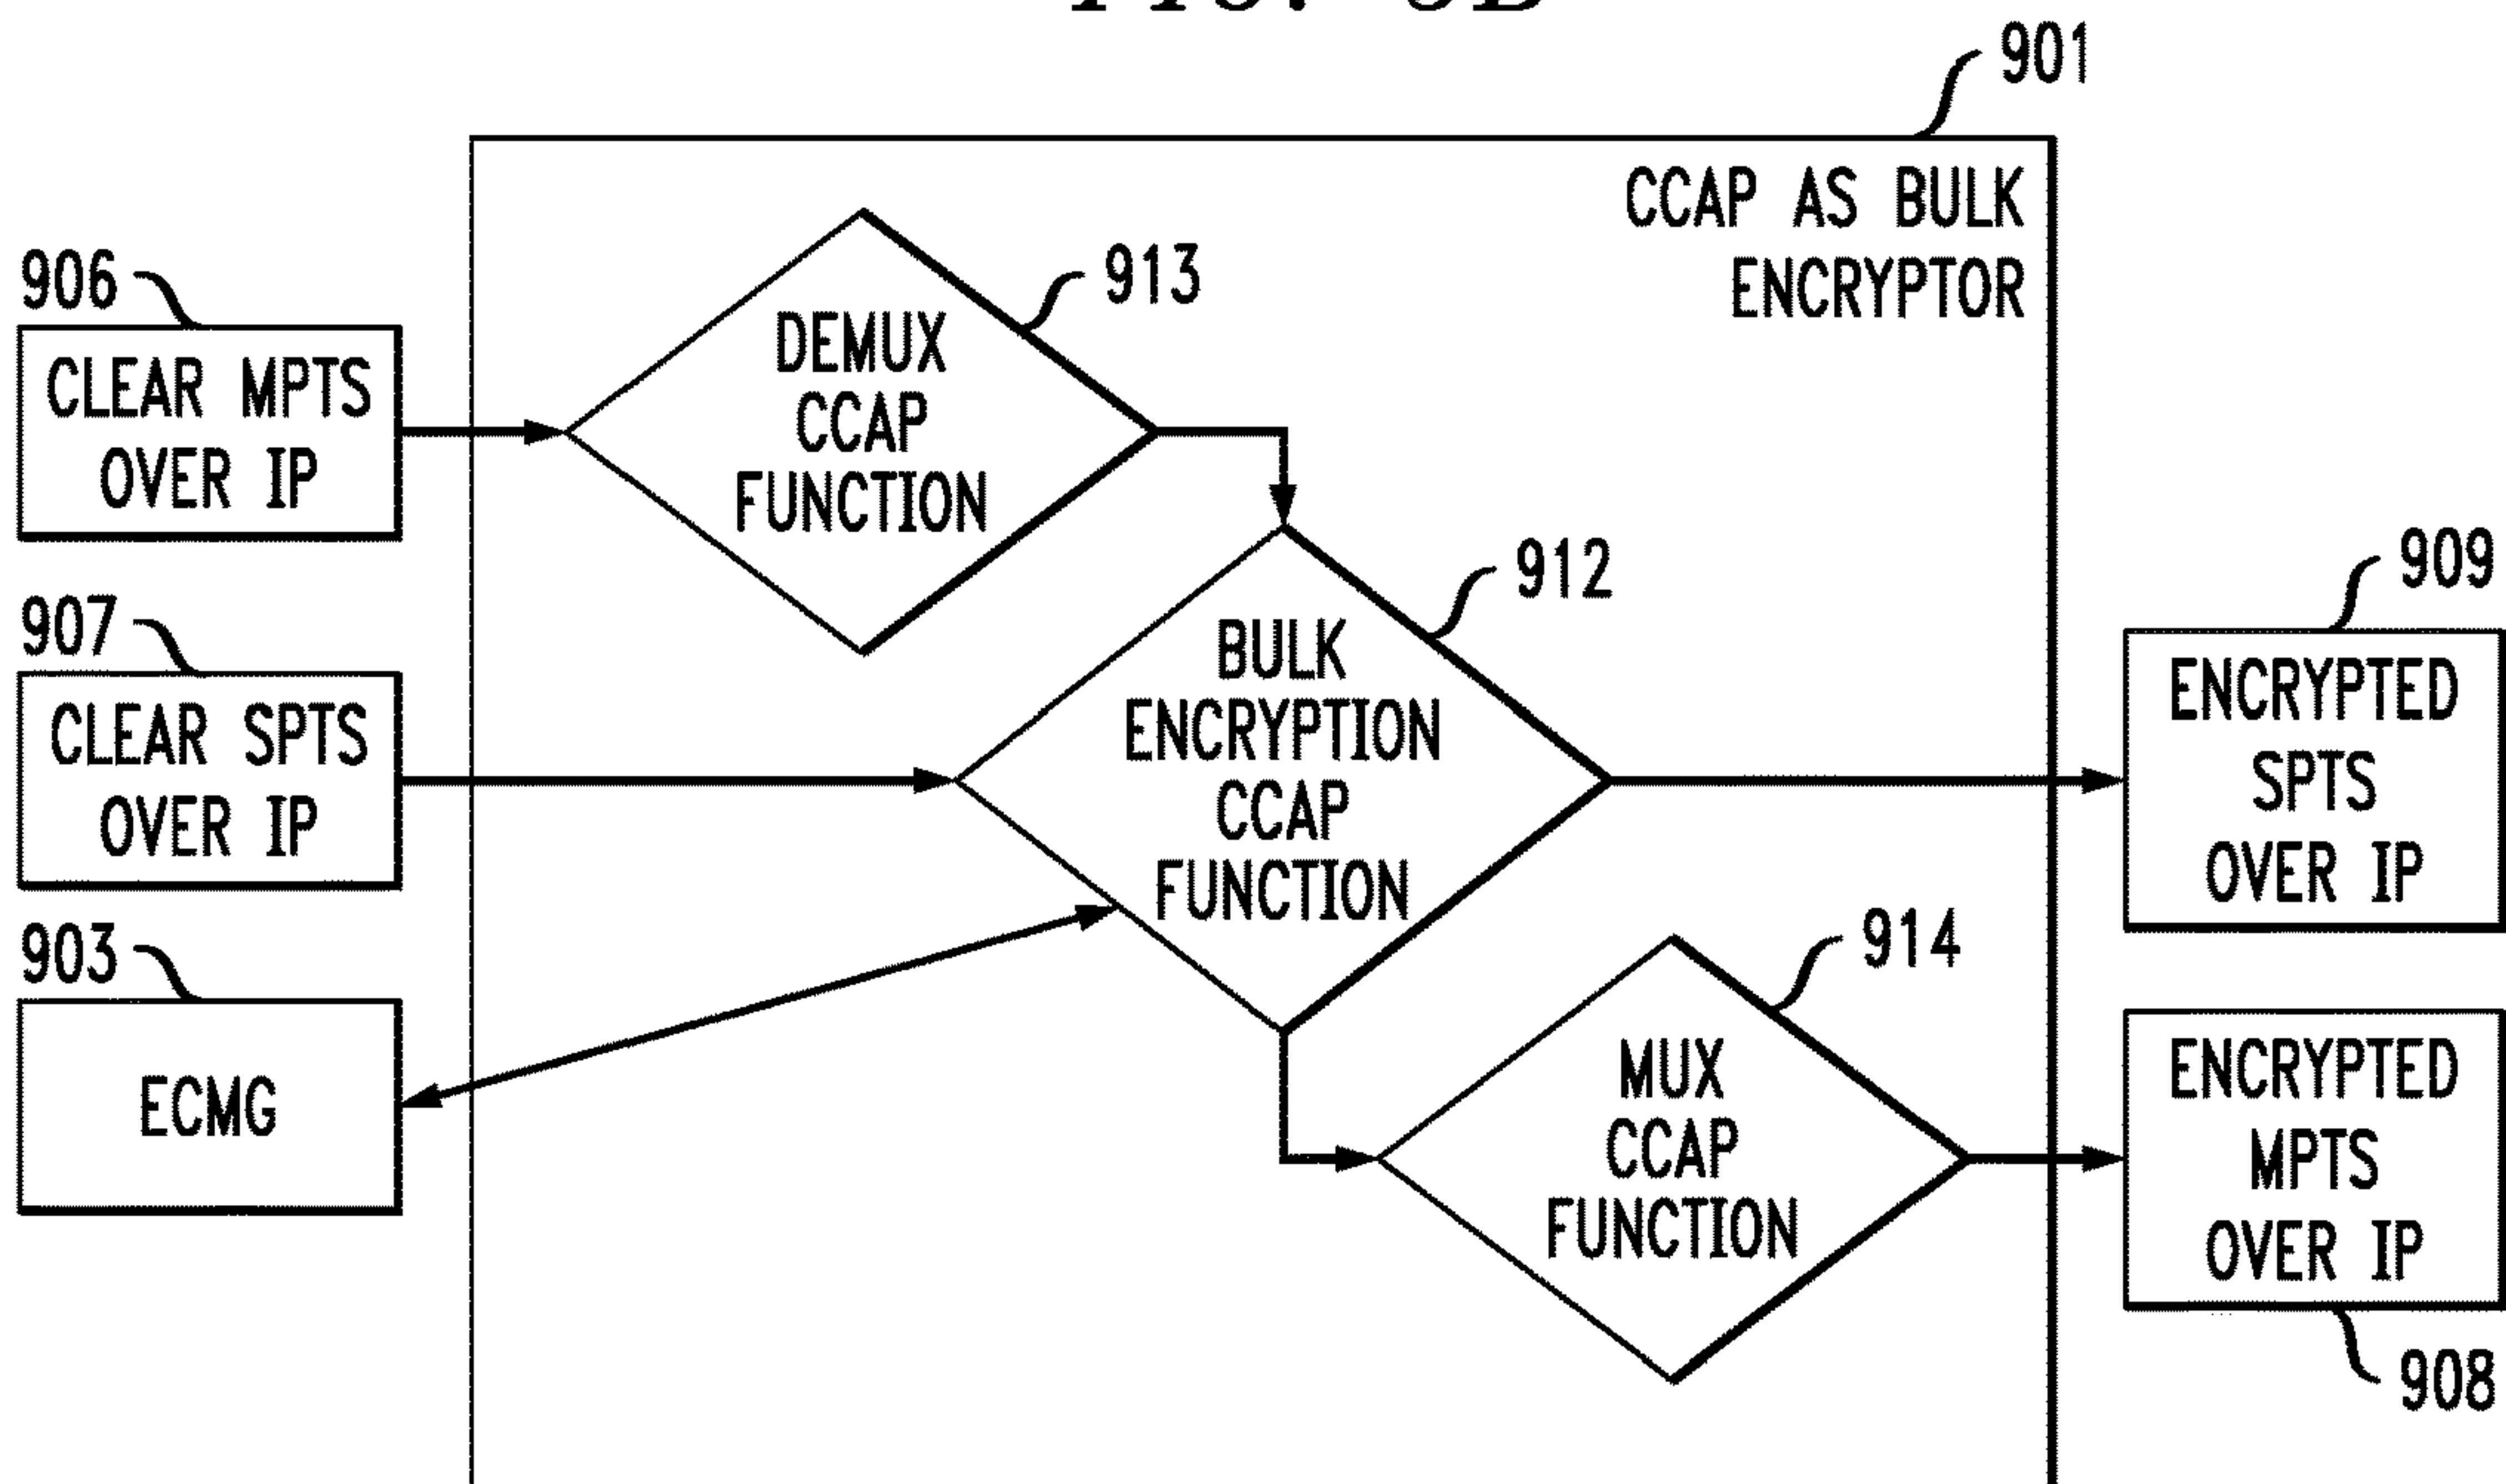 901
CCAP AS BULK
ENCRYPTOR
906
CLEAR MPTS
OVER IP
913
DEMUX
CCAP
FUNCTION
907
CLEAR SPTS
OVER IP
912
BULK
ENCRYPTION
CCAP
FUNCTION
909
ENCRYPTED
SPTS
OVER IP
903
ECMG
914
MUX
CCAP
FUNCTION
ENCRYPTED
MPTS
OVER IP
908